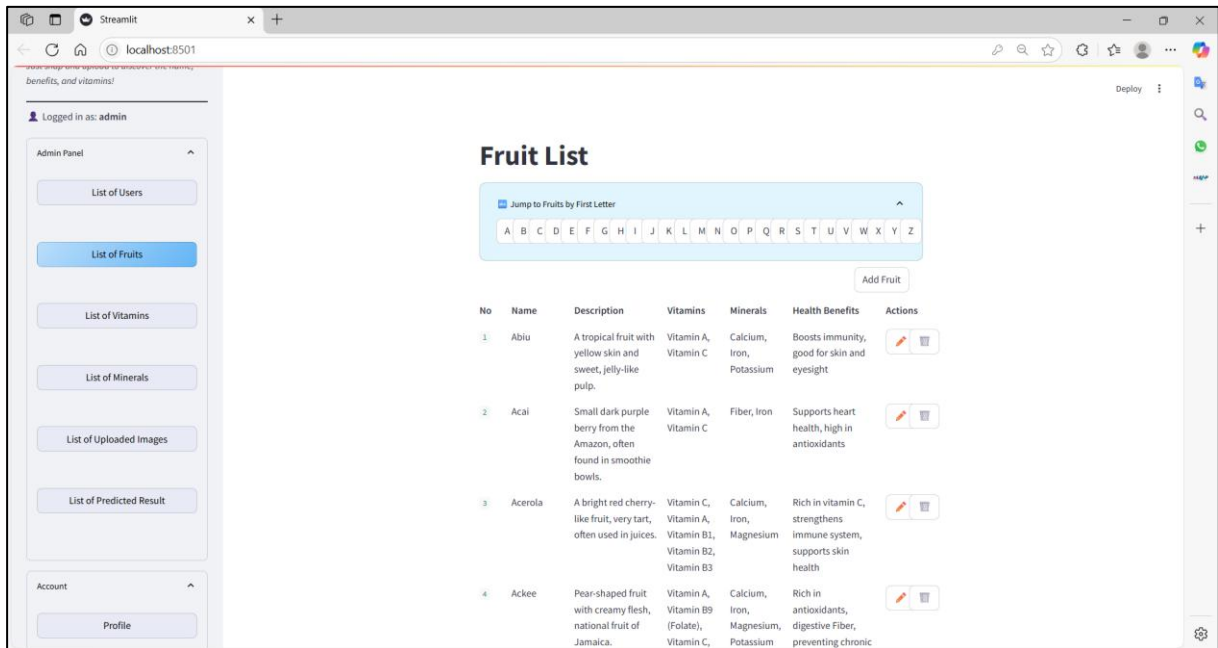 Streamlit
localhost:8501
Just snap and upload to discover the name,
benefits, and vitamins!
Logged in as: admin
Admin Panel
List of Users
List of Fruits
List of Vitamins
List of Minerals
List of Uploaded Images
List of Predicted Result
Account
Profile
Deploy
Fruit List
Jump to Fruits by First Letter
A B C D E F G H I J K L M N O P Q R S T U V W X Y Z
Add Fruit
No Name Description Vitamins Minerals Health Benefits Actions
1 Abiu A tropical fruit with Vitamin A, Calcium, Boosts immunity,
yellow skin and Vitamin C Iron, good for skin and
sweet, jelly-like Potassium eyesight
pulp.
2 Acai Small dark purple Vitamin A, Fiber, Iron Supports heart
berry from the Vitamin C health, high in
Amazon, often antioxidants
found in smoothie
bowls.
3 Acerola A bright red cherry- Vitamin C, Calcium, Rich in vitamin C,
like fruit, very tart, Vitamin A, Iron, strengthens
often used in juices. Vitamin B1, Magnesium immune system,
Vitamin B2, supports skin
Vitamin B3 health
4 Ackee Pear-shaped fruit Vitamin A, Calcium, Rich in
with creamy flesh, Vitamin B9 Iron, antioxidants,
national fruit of (Folate), Magnesium, digestive Fiber,
Jamaica. Vitamin C, Potassium preventing chronic